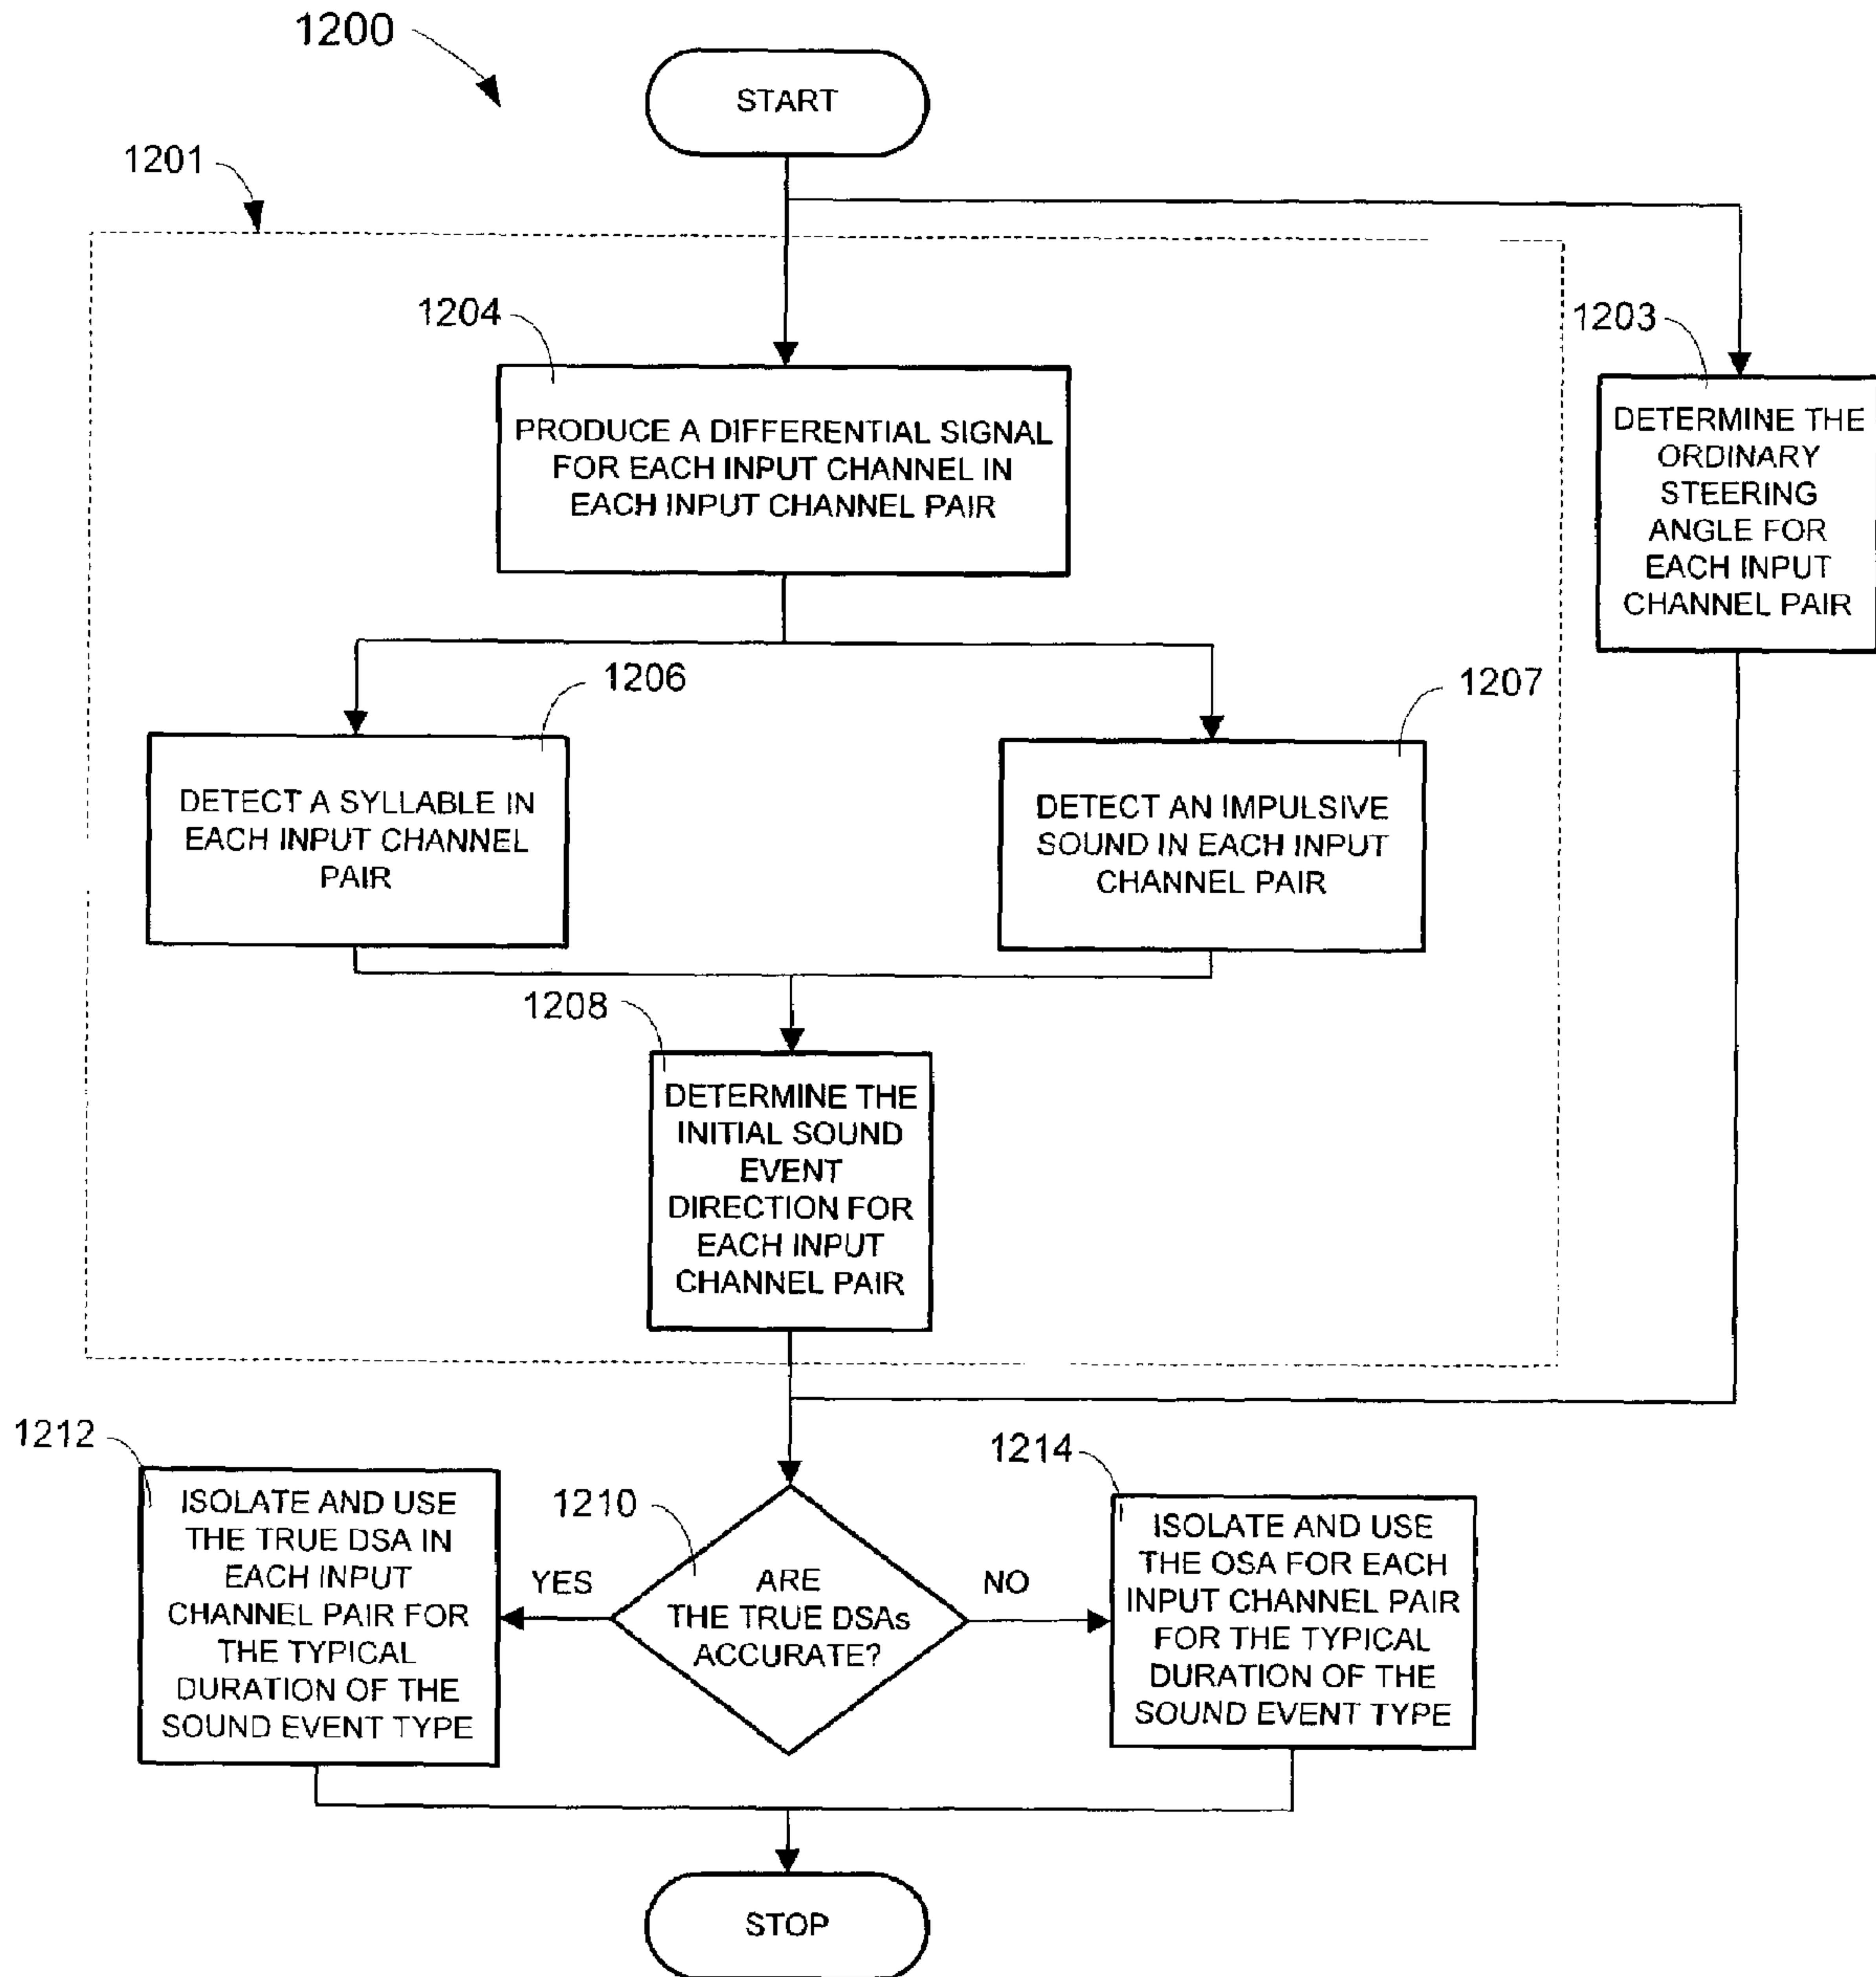 1200
START
1201
1204
1203
PRODUCE A DIFFERENTIAL SIGNAL
FOR EACH INPUT CHANNEL IN
EACH INPUT CHANNEL PAIR
DETERMINE THE
ORDINARY
STEERING
ANGLE FOR
EACH INPUT
CHANNEL PAIR
1206
1207
DETECT A SYLLABLE IN
EACH INPUT CHANNEL
PAIR
DETECT AN IMPULSIVE
SOUND IN EACH INPUT
CHANNEL PAIR
1208
DETERMINE THE
INITIAL SOUND
EVENT
DIRECTION FOR
EACH INPUT
CHANNEL PAIR
1212
1210
1214
ISOLATE AND USE
THE TRUE DSA IN
EACH INPUT
CHANNEL PAIR FOR
THE TYPICAL
DURATION OF THE
SOUND EVENT TYPE
YES
ARE
THE TRUE DSAs
ACCURATE?
NO
ISOLATE AND USE
THE OSA FOR EACH
INPUT CHANNEL PAIR
FOR THE TYPICAL
DURATION OF THE
SOUND EVENT TYPE
STOP